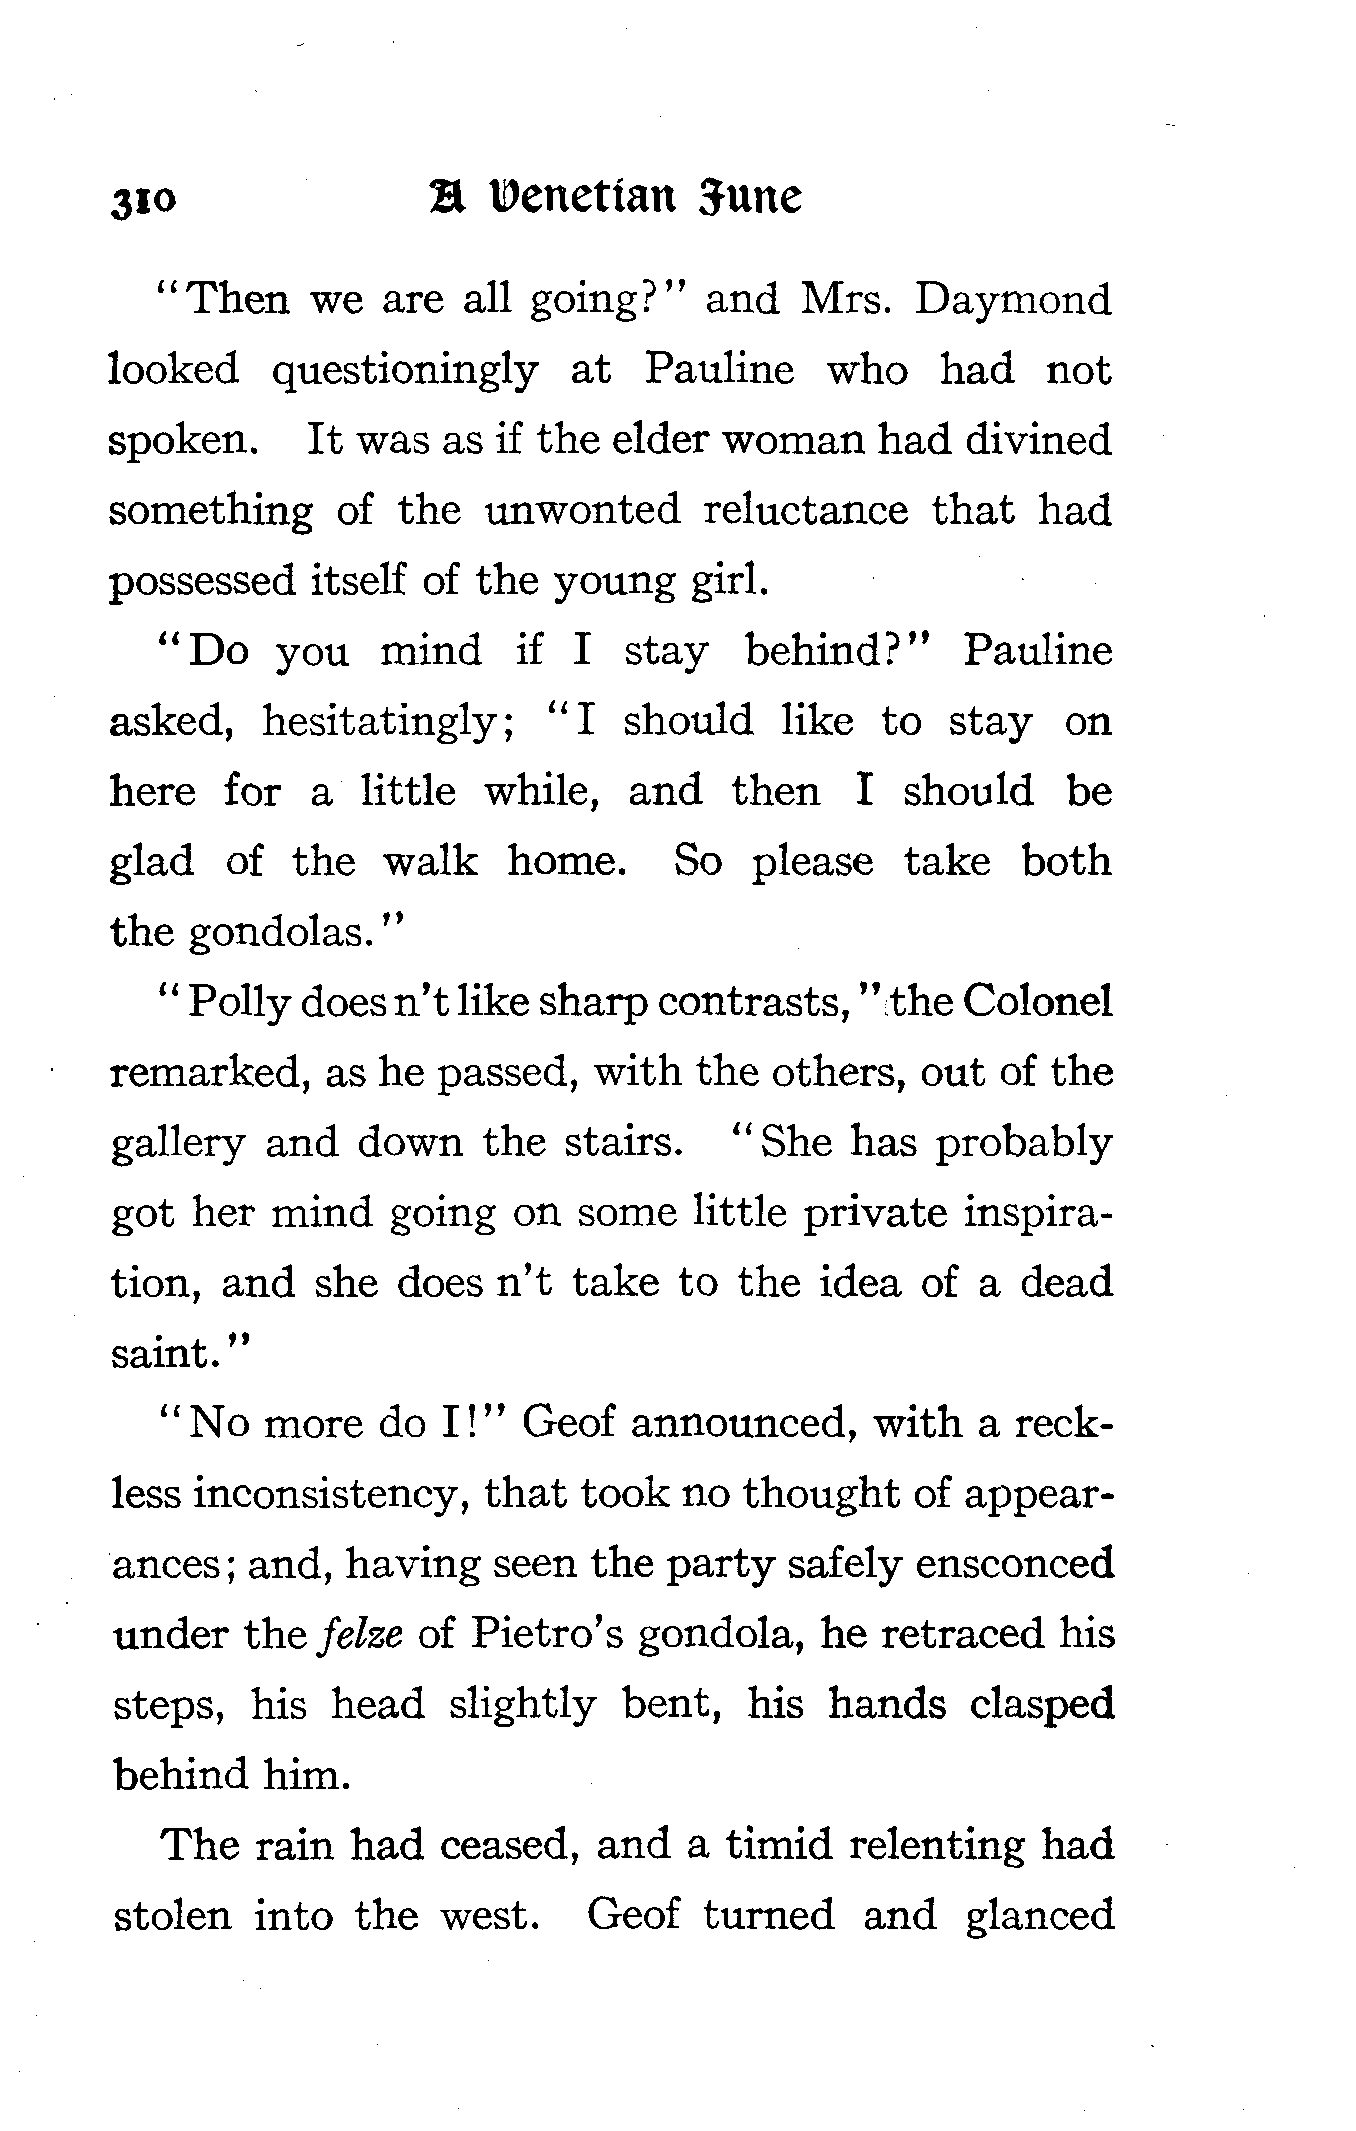 310 A Venetian June
"Then we are all going?" and Mrs. Daymond
looked questioningly at Pauline who had not
spoken. It was as if the elder woman had divined
something of the unwonted reluctance that had
possessed itself of the young girl.
"Do you mind if I stay behind?" Pauline
asked, hesitatingly; "I should like to stay on
here for a little while, and then I should be
glad of the walk home. So please take both
the gondolas."
"Polly does n't like sharp contrasts," the Colonel
remarked, as he passed, with the others, out of the
gallery and down the stairs. "She has probably
got her mind going on some little private inspira-
tion, and she does n't take to the idea of a dead
saint."
"No more do I!" Geof announced, with a reck-
less inconsistency, that took no thought of appear-
ances; and, having seen the party safely ensconced
under the felze of Pietro's gondola, he retraced his
steps, his head slightly bent, his hands clasped
behind him.
The rain had ceased, and a timid relenting had
stolen into the west. Geof turned and glanced